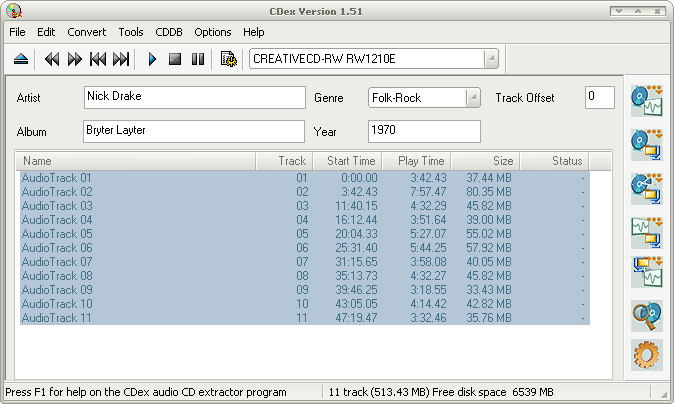 CDex Version 1.51
File Edit Convert Tools CDDB Options Help
CREATIVECD-RW RW1210E
Artist Nick Drake Genre Folk-Rock Track Offset 0
Album Bryter Layter Year 1970
Name Track Start Time Play Time Size Status
AudioTrack 01 01 0:00.00 3:42.43 37.44 MB -
AudioTrack 02 02 3:42.43 7:57.47 80.35 MB -
AudioTrack 03 03 11:40.15 4:32.29 45.82 MB -
AudioTrack 04 04 16:12.44 3:51.64 39.00 MB -
AudioTrack 05 05 20:04.33 5:27.07 55.02 MB -
AudioTrack 06 06 25:31.40 5:44.25 57.92 MB -
AudioTrack 07 07 31:15.65 3:58.08 40.05 MB -
AudioTrack 08 08 35:13.73 4:32.27 45.82 MB -
AudioTrack 09 09 39:46.25 3:18.55 33.43 MB -
AudioTrack 10 10 43:05.05 4:14.42 42.82 MB -
AudioTrack 11 11 47:19.47 3:32.46 35.76 MB -
Press F1 for help on the CDex audio CD extractor program 11 track (513.43 MB) Free disk space 6539 MB